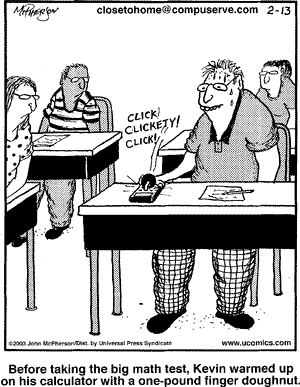 McPHERSON
closetohome@compuserve.com
2-13
CLICK!
CLICKETY!
CLICK!
©2003 John McPherson/Dist. by Universal Press Syndicate
www.ucomics.com
Before taking the big math test, Kevin warmed up
on his calculator with a one-pound finger doughnut.